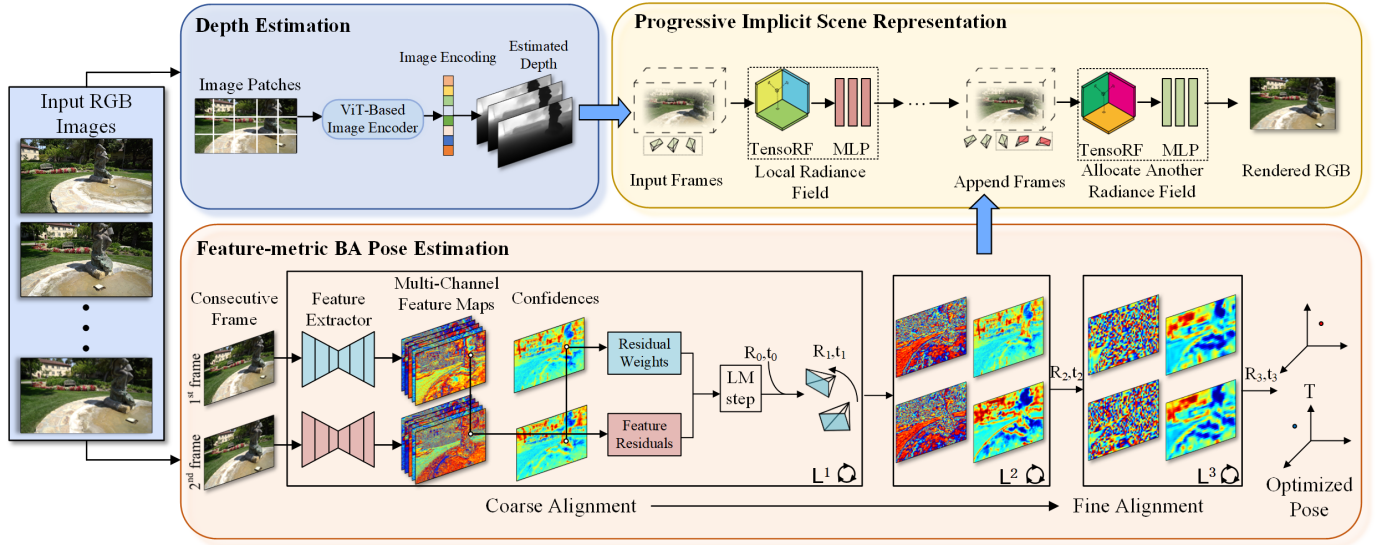 Input RGB
Images
Depth Estimation
Image Patches
ViT-Based
Image Encoder
Image Encoding
Estimated
Depth
Progressive Implicit Scene Representation
Input Frames
TensoRF
MLP
Local Radiance
Field
Append Frames
TensoRF
MLP
Allocate Another
Radiance Field
Rendered RGB
Feature-metric BA Pose Estimation
Consecutive
Frame
1st frame
2nd frame
Feature
Extractor
Multi-Channel
Feature Maps
Confidences
Residual
Weights
Feature
Residuals
R0,t0
LM
step
R1,t1
L1
R2,t2
L2
R3,t3
L3
T
Optimized
Pose
Coarse Alignment
Fine Alignment